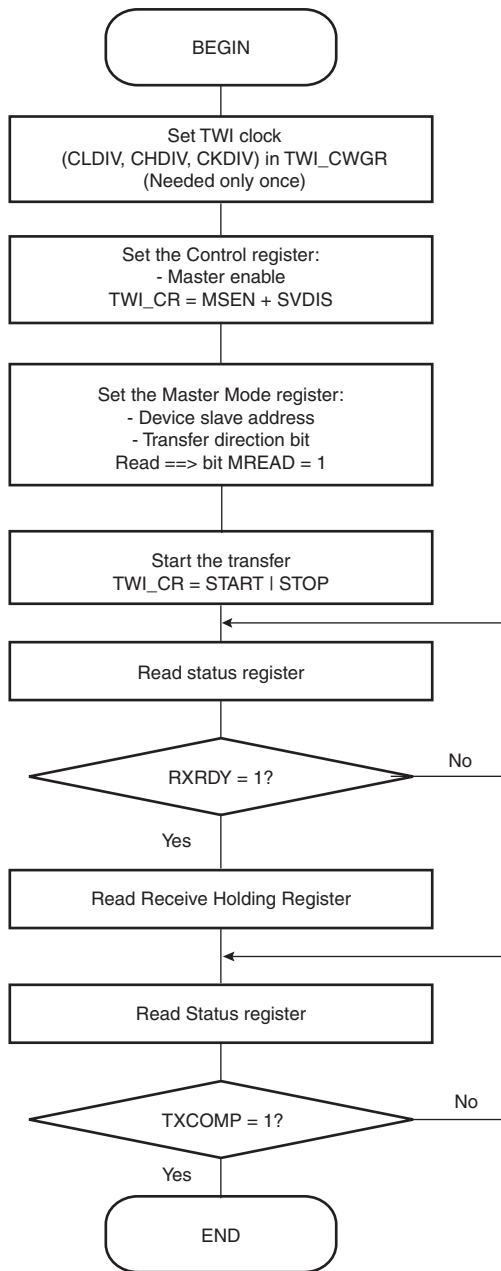 BEGIN
Set TWI clock
(CLDIV, CHDIV, CKDIV) in TWI_CWGR
(Needed only once)
Set the Control register:
- Master enable
TWI_CR = MSEN + SVDIS
Set the Master Mode register:
- Device slave address
- Transfer direction bit
Read ==> bit MREAD = 1
Start the transfer
TWI_CR = START | STOP
Read status register
RXRDY = 1?
No
Yes
Read Receive Holding Register
Read Status register
TXCOMP = 1?
No
Yes
END